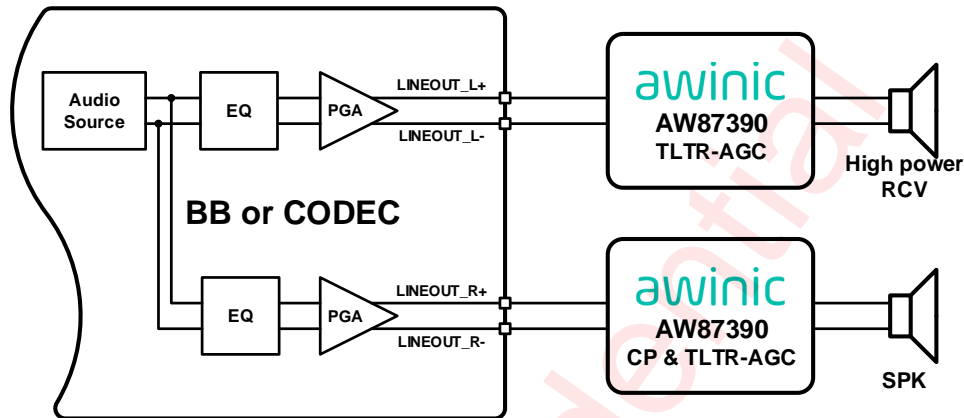 Audio
Source
EQ
PGA
LINEOUT_L+
LINEOUT_L-
awinic
AW87390
TLTR-AGC
High power
RCV
BB or CODEC
EQ
PGA
LINEOUT_R+
LINEOUT_R-
awinic
AW87390
CP & TLTR-AGC
SPK
dential